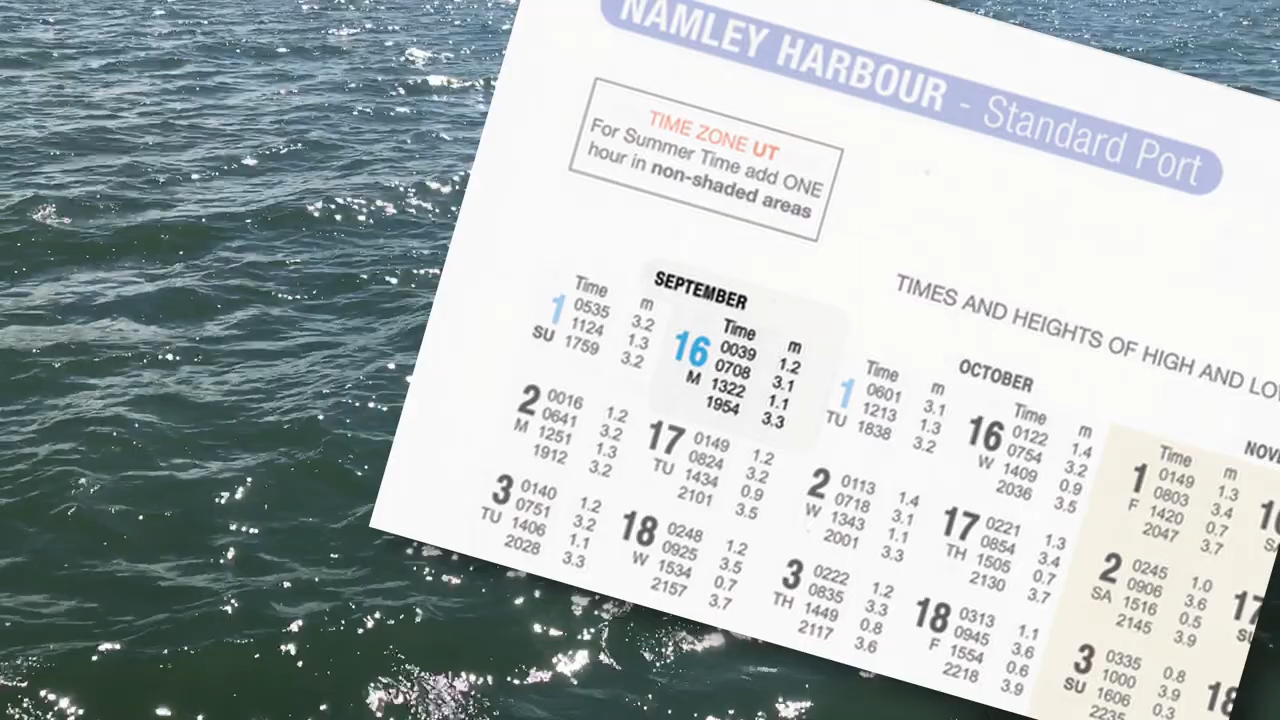 NAMLEY HARBOUR - Standard Port
TIME ZONE UT
For Summer Time add ONE
hour in non-shaded areas
TIMES AND HEIGHTS OF HIGH AND
SEPTEMBER
Time m
1 0535 3.2
1124 1.3
SU 1759 3.2
2 0016 1.2
0641 3.2
M 1251 1.3
1912 3.2
3 0140 1.2
0751 3.2
TU 1406 1.1
2028 3.3
Time m
16 0039 1.2
0708 3.1
M 1322 1.1
1954 3.3
17 0149 1.2
0824 3.2
TU 1434 0.9
2101 3.5
18 0248 1.2
0925 3.5
W 1534 0.7
2157 3.7
OCTOBER
Time m
1 0601 3.1
1213 1.3
TU 1838 3.2
2 0113 1.4
0718 3.1
W 1343 1.1
2001 3.3
3 0222 1.2
0835 3.3
TH 1449 0.8
2117 3.6
Time m
16 0122 1.4
0754 3.2
W 1409 0.9
2036 3.5
17 0221 1.3
0854 3.4
TH 1505 0.7
2130 3.7
18 0313 1.1
0945 3.6
F 1554 0.6
2218 3.9
Time m
1 0149 1.3
0803 3.4
F 1420 0.7
2047 3.7
2 0245 1.0
0906 3.6
SA 1516 0.5
2145 3.9
3 0335 0.8
1000 3.9
SU 1606 0.3
17
18